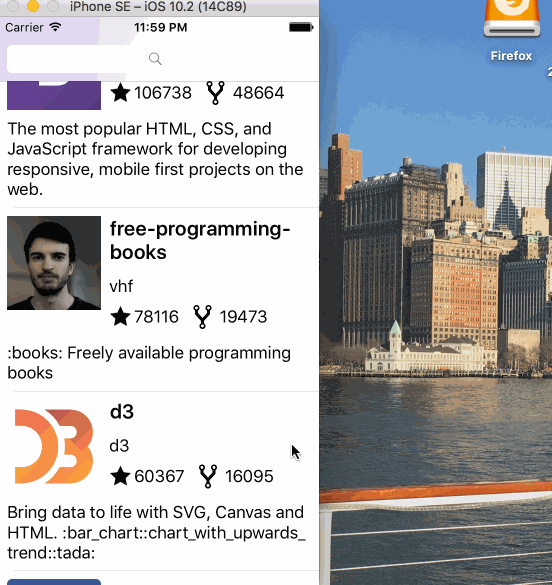 iPhone SE – iOS 10.2 (14C89)
Carrier 11:59 PM
106738 48664
The most popular HTML, CSS, and
JavaScript framework for developing
responsive, mobile first projects on the
web.
free-programming-
books
vhf
78116 19473
:books: Freely available programming
books
d3
d3
60367 16095
Bring data to life with SVG, Canvas and
HTML. :bar_chart::chart_with_upwards_
trend::tada:
Firefox
2